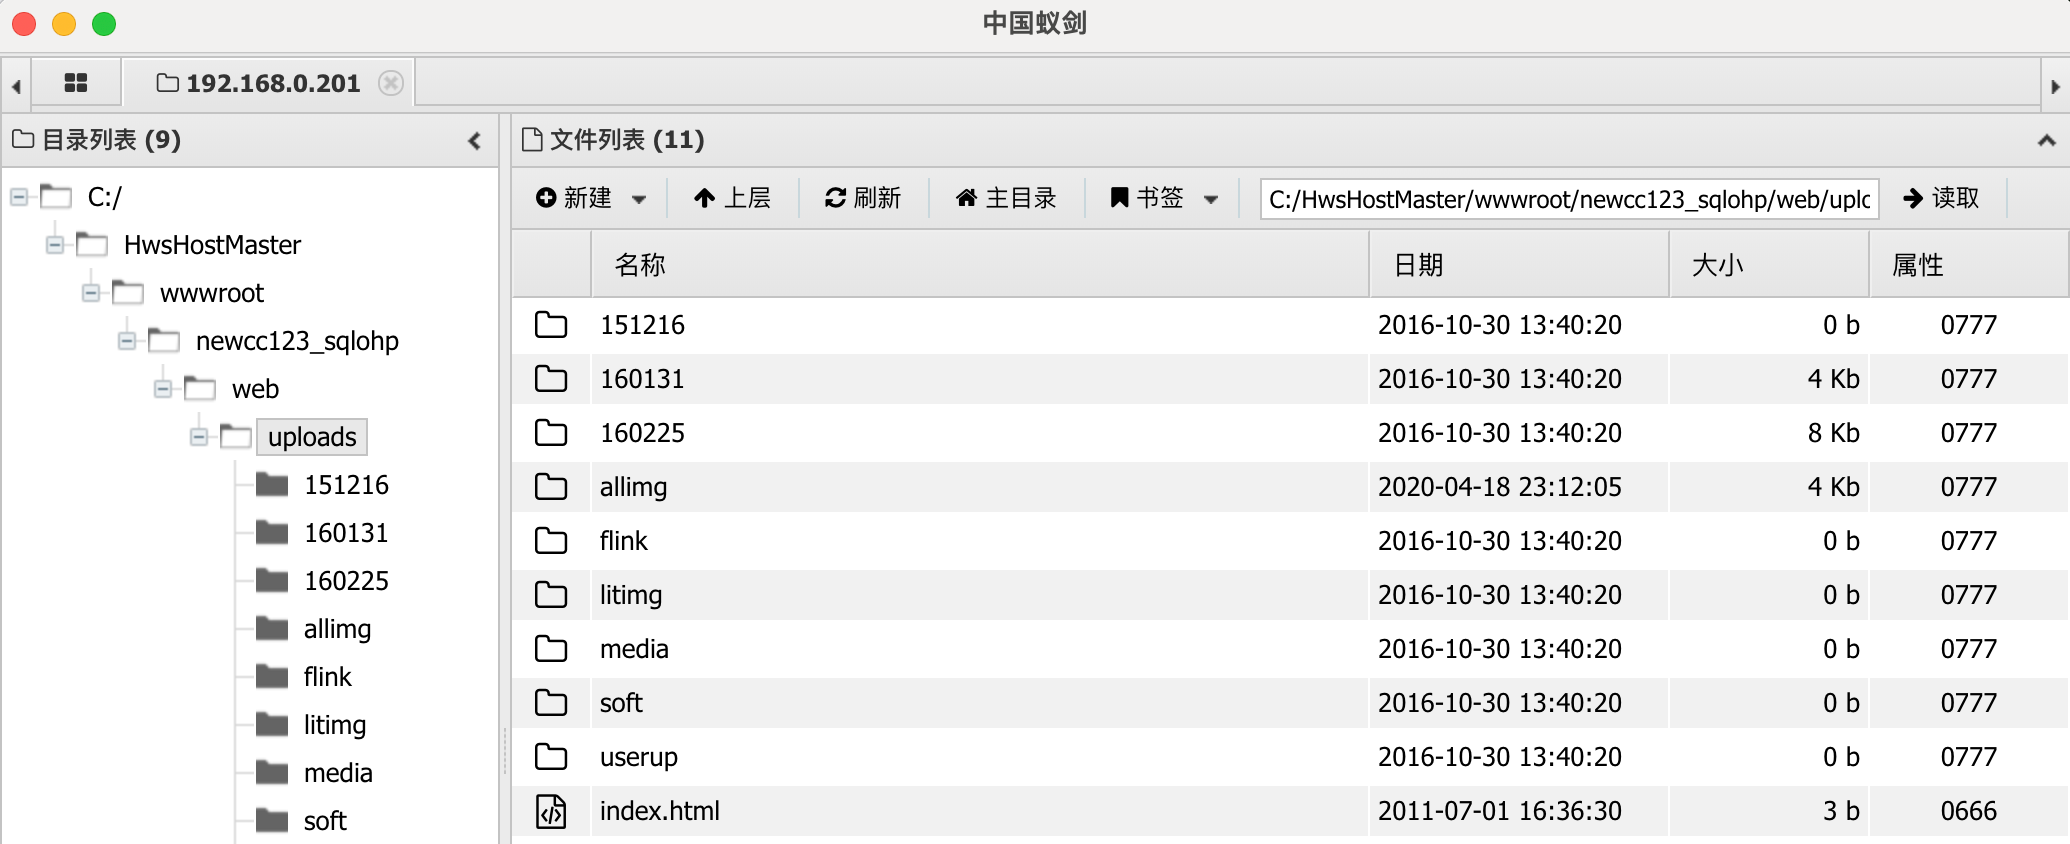 中国蚁剑
192.168.0.201
目录列表 (9)
C:/
HwsHostMaster
wwwroot
newcc123_sqlohp
web
uploads
151216
160131
160225
allimg
flink
litimg
media
soft
文件列表 (11)
新建 上层 刷新 主目录 书签 C:/HwsHostMaster/wwwroot/newcc123_sqlohp/web/uplc 读取
名称 日期 大小 属性
151216 2016-10-30 13:40:20 0 b 0777
160131 2016-10-30 13:40:20 4 Kb 0777
160225 2016-10-30 13:40:20 8 Kb 0777
allimg 2020-04-18 23:12:05 4 Kb 0777
flink 2016-10-30 13:40:20 0 b 0777
litimg 2016-10-30 13:40:20 0 b 0777
media 2016-10-30 13:40:20 0 b 0777
soft 2016-10-30 13:40:20 0 b 0777
userup 2016-10-30 13:40:20 0 b 0777
index.html 2011-07-01 16:36:30 3 b 0666